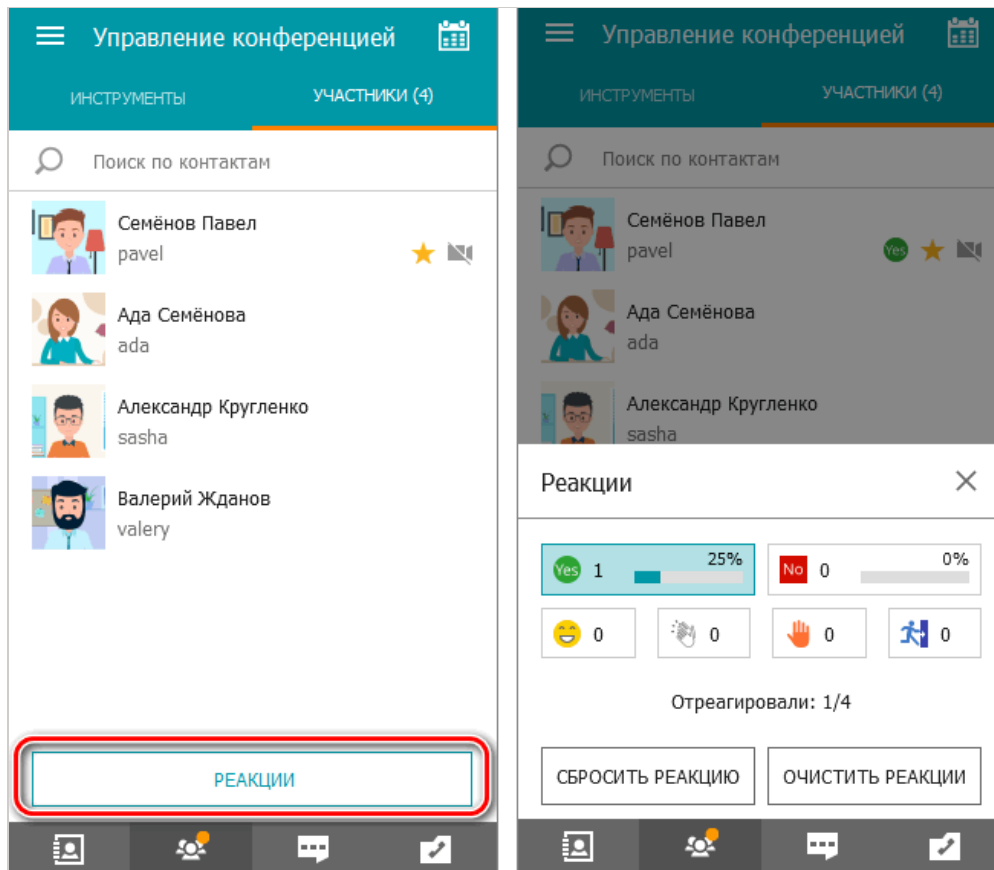 Управление конференцией
ИНСТРУМЕНТЫ
УЧАСТНИКИ (4)
Поиск по контактам
Семёнов Павел
pavel
Ада Семёнова
ada
Александр Кругленко
sasha
Валерий Жданов
valery
РЕАКЦИИ
Управление конференцией
ИНСТРУМЕНТЫ
УЧАСТНИКИ (4)
Поиск по контактам
Семёнов Павел
pavel
Yes
Ада Семёнова
ada
Александр Кругленко
sasha
Реакции
Yes 1 25%
No 0 0%
0 0 0 0
Отреагировали: 1/4
СБРОСИТЬ РЕАКЦИЮ
ОЧИСТИТЬ РЕАКЦИИ